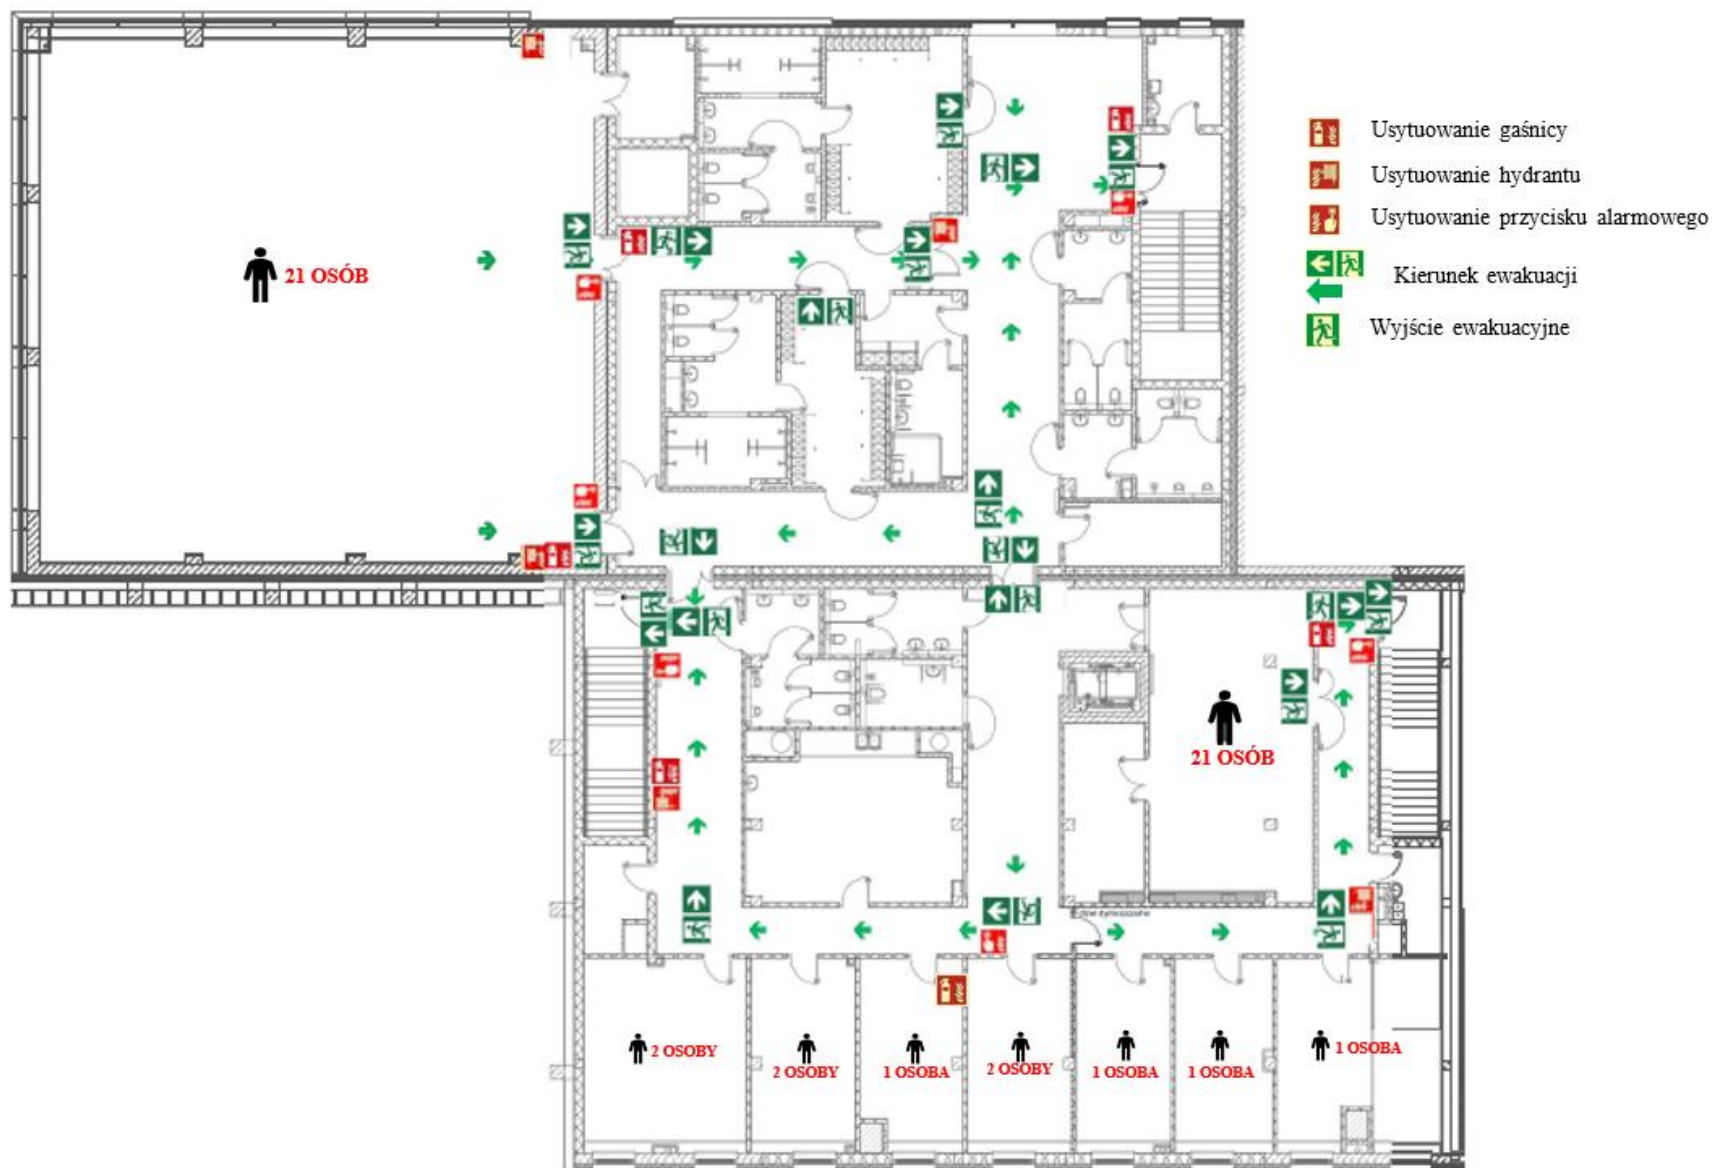 Usytuowanie gaśnicy
Usytuowanie hydrantu
Usytuowanie przycisku alarmowego
Kierunek ewakuacji
Wyjście ewakuacyjne
21 OSÓB
21 OSÓB
2 OSOBY
2 OSOBY
1 OSOBA
2 OSOBY
1 OSOBA
1 OSOBA
1 OSOBA